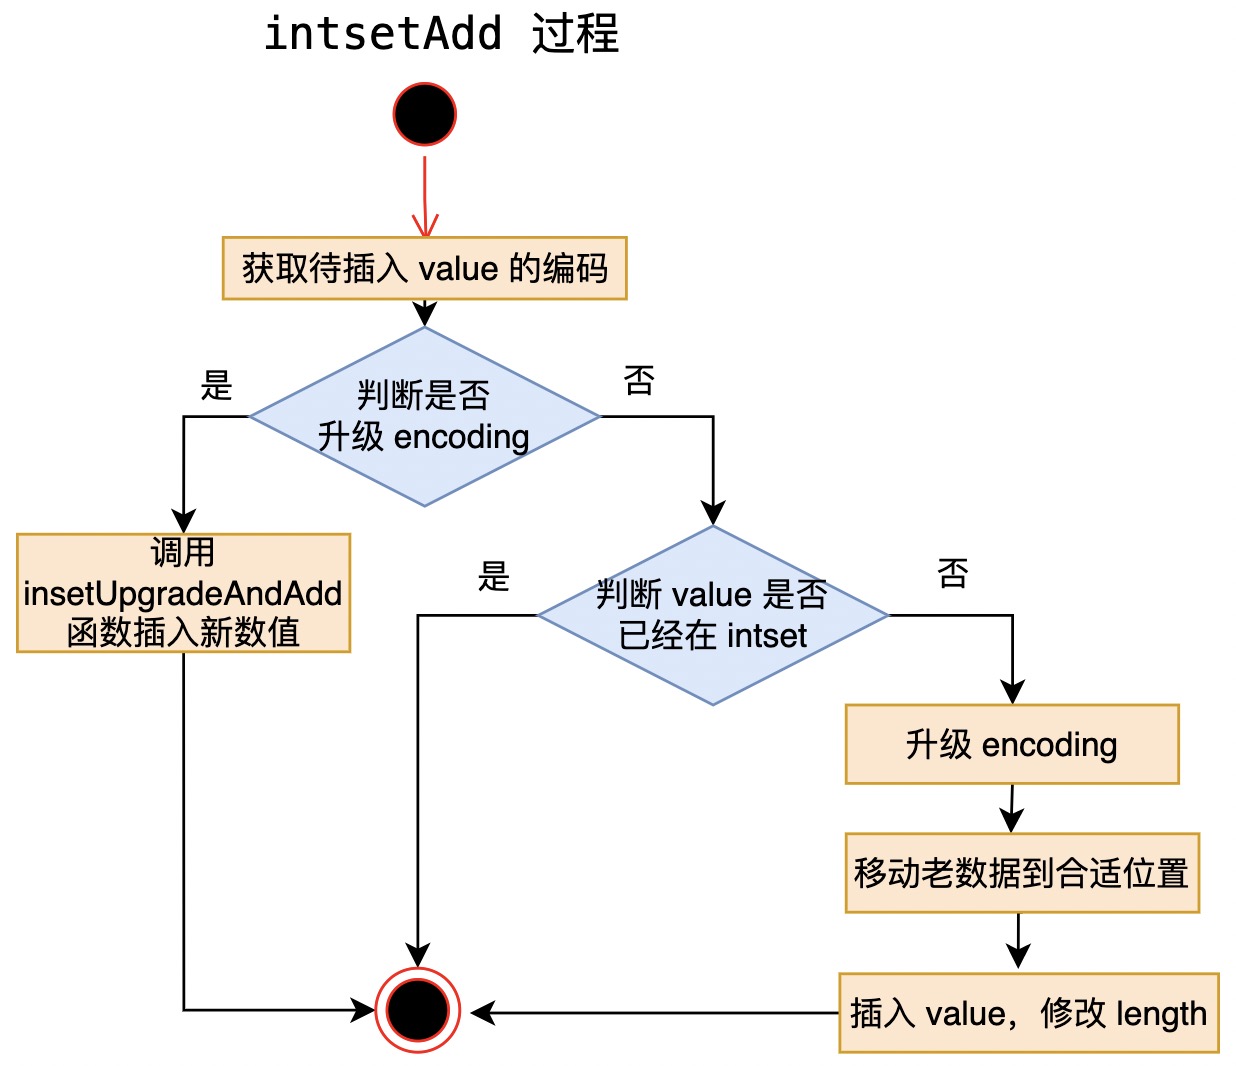 intsetAdd 过程
获取待插入 value 的编码
判断是否
升级 encoding
是
否
调用
insetUpgradeAndAdd
函数插入新数值
判断 value 是否
已经在 intset
是
否
升级 encoding
移动老数据到合适位置
插入 value，修改 length